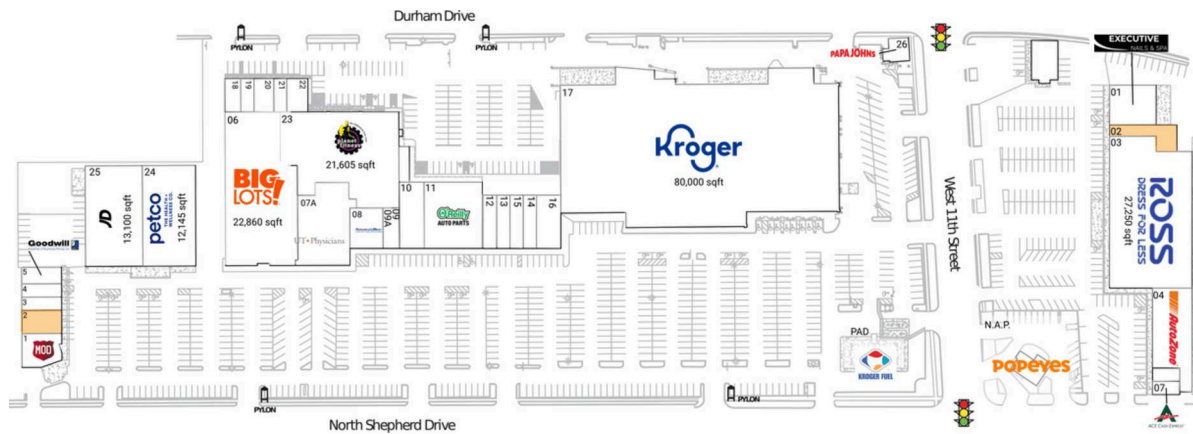 Durham Drive
PYLON
PYLON
EXECUTIVE
NAILS & SPA
PAPA JOHNS
26
18
19
20
21
22
17
01
06
23
planet fitness
21,605 sqft
02
03
Kroger
80,000 sqft
25
JD
13,100 sqft
24
petco
THE HEALTH +
WELLNESS CO.
12,145 sqft
BIG
LOTS!
22,860 sqft
07A
08
UT Physicians
09A
09
10
11
O'Reilly
AUTO PARTS
12
13
15
14
16
West 11th Street
ROSS
DRESS FOR LESS
27,250 sqft
Goodwill
5
4
3
2
1
MOD
04
AutoZone
PAD
KROGER FUEL
N.A.P.
POPEYES
07
ACE CASH EXPRESS
PYLON
PYLON
North Shepherd Drive